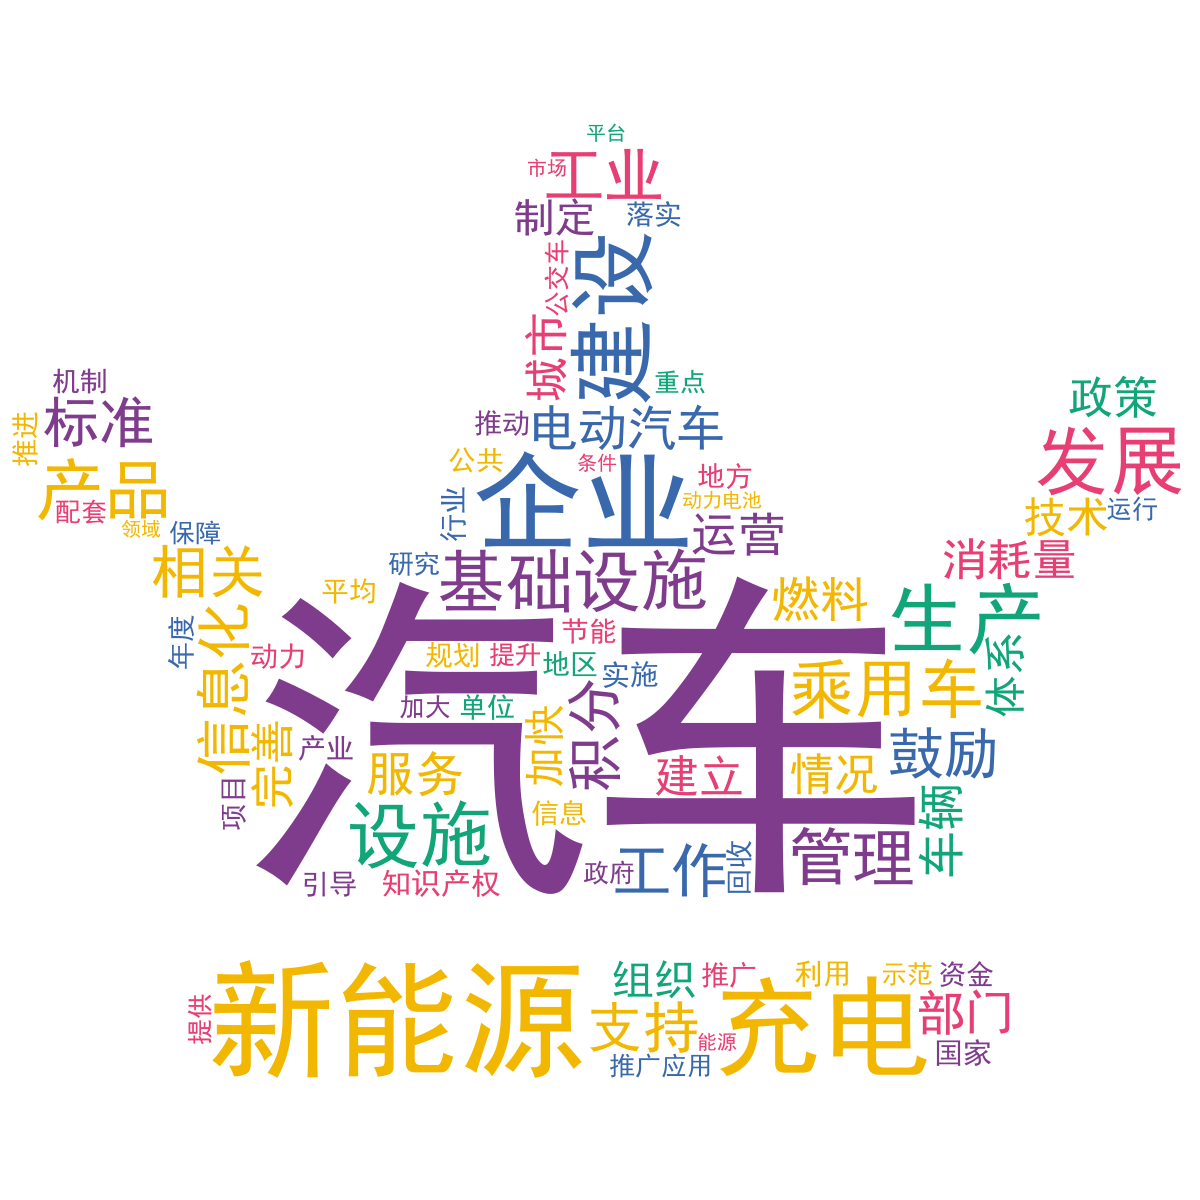 平台
市场
工业
制定
落实
公交车
建设
城市
重点
机制
标准
推进
产品
配套
领域
保障
推动
电动汽车
公共
条件
企业
地方
动力电池
行业
运营
政策
发展
技术
运行
消耗量
研究
基础设施
相关
平均
燃料
生产
年度
信息化
动力
汽车
规划
提升
节能
地区
实施
乘用车
体系
加大
单位
积分
加快
完善
产业
服务
建立
情况
鼓励
项目
设施
信息
车辆
引导
知识产权
政府
工作
回收
管理
新能源
提供
组织
推广
利用
示范
资金
支持
能源
充电
部门
推广应用
国家